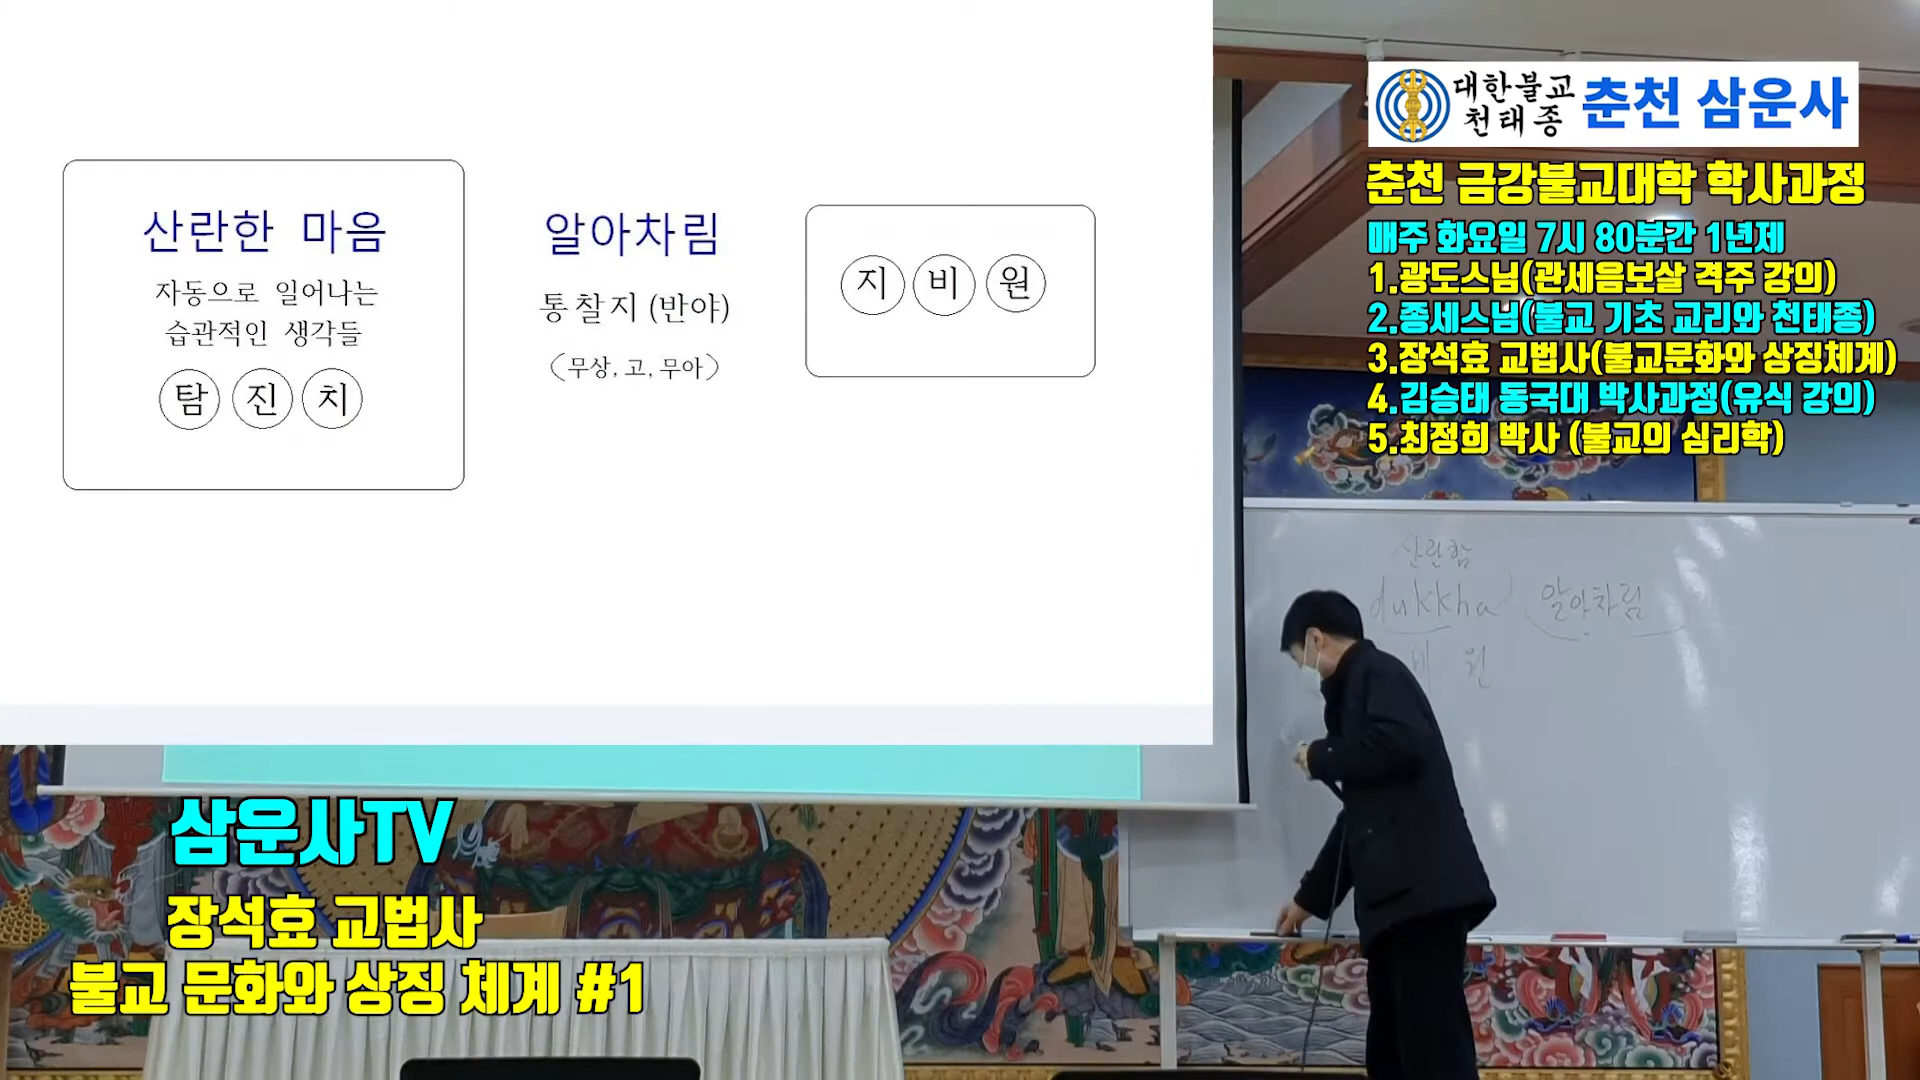 산란한 마음
자동으로 일어나는
습관적인 생각들
탐 진 치
알아차림
통찰지 (반야)
(무상, 고, 무아)
지 비 원
대한불교
천태종
춘천 삼운사
춘천 금강불교대학 학사과정
매주 화요일 7시 80분간 1년제
1.광도스님(관세음보살 격주 강의)
2.종세스님(불교 기초 교리와 천태종)
3.장석효 교법사(불교문화와 상징체계)
4.김승태 동국대 박사과정(유식 강의)
5.최정희 박사 (불교의 심리학)
산란함
dukkha 알아차림
비 원
삼운사TV
장석효 교법사
불교 문화와 상징 체계 #1